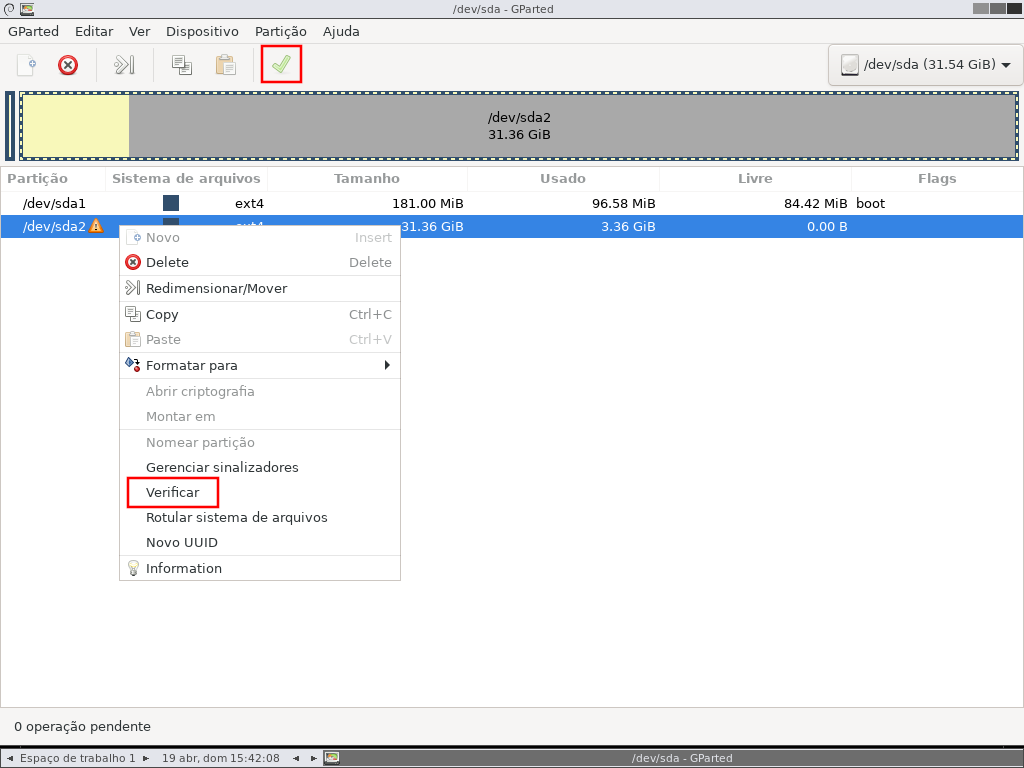 /dev/sda - GParted
GParted Editar Ver Dispositivo Partição Ajuda
/dev/sda (31.54 GiB)
/dev/sda2
31.36 GiB
Partição Sistema de arquivos Tamanho Usado Livre Flags
/dev/sda1 ext4 181.00 MiB 96.58 MiB 84.42 MiB boot
/dev/sda2 ext4 31.36 GiB 3.36 GiB 0.00 B
Novo Insert
Delete Delete
Redimensionar/Mover
Copy Ctrl+C
Paste Ctrl+V
Formatar para
Abrir criptografia
Montar em
Nomear partição
Gerenciar sinalizadores
Verificar
Rotular sistema de arquivos
Novo UUID
Information
0 operação pendente
Espaço de trabalho 1 19 abr, dom 15:42:08 /dev/sda - GParted